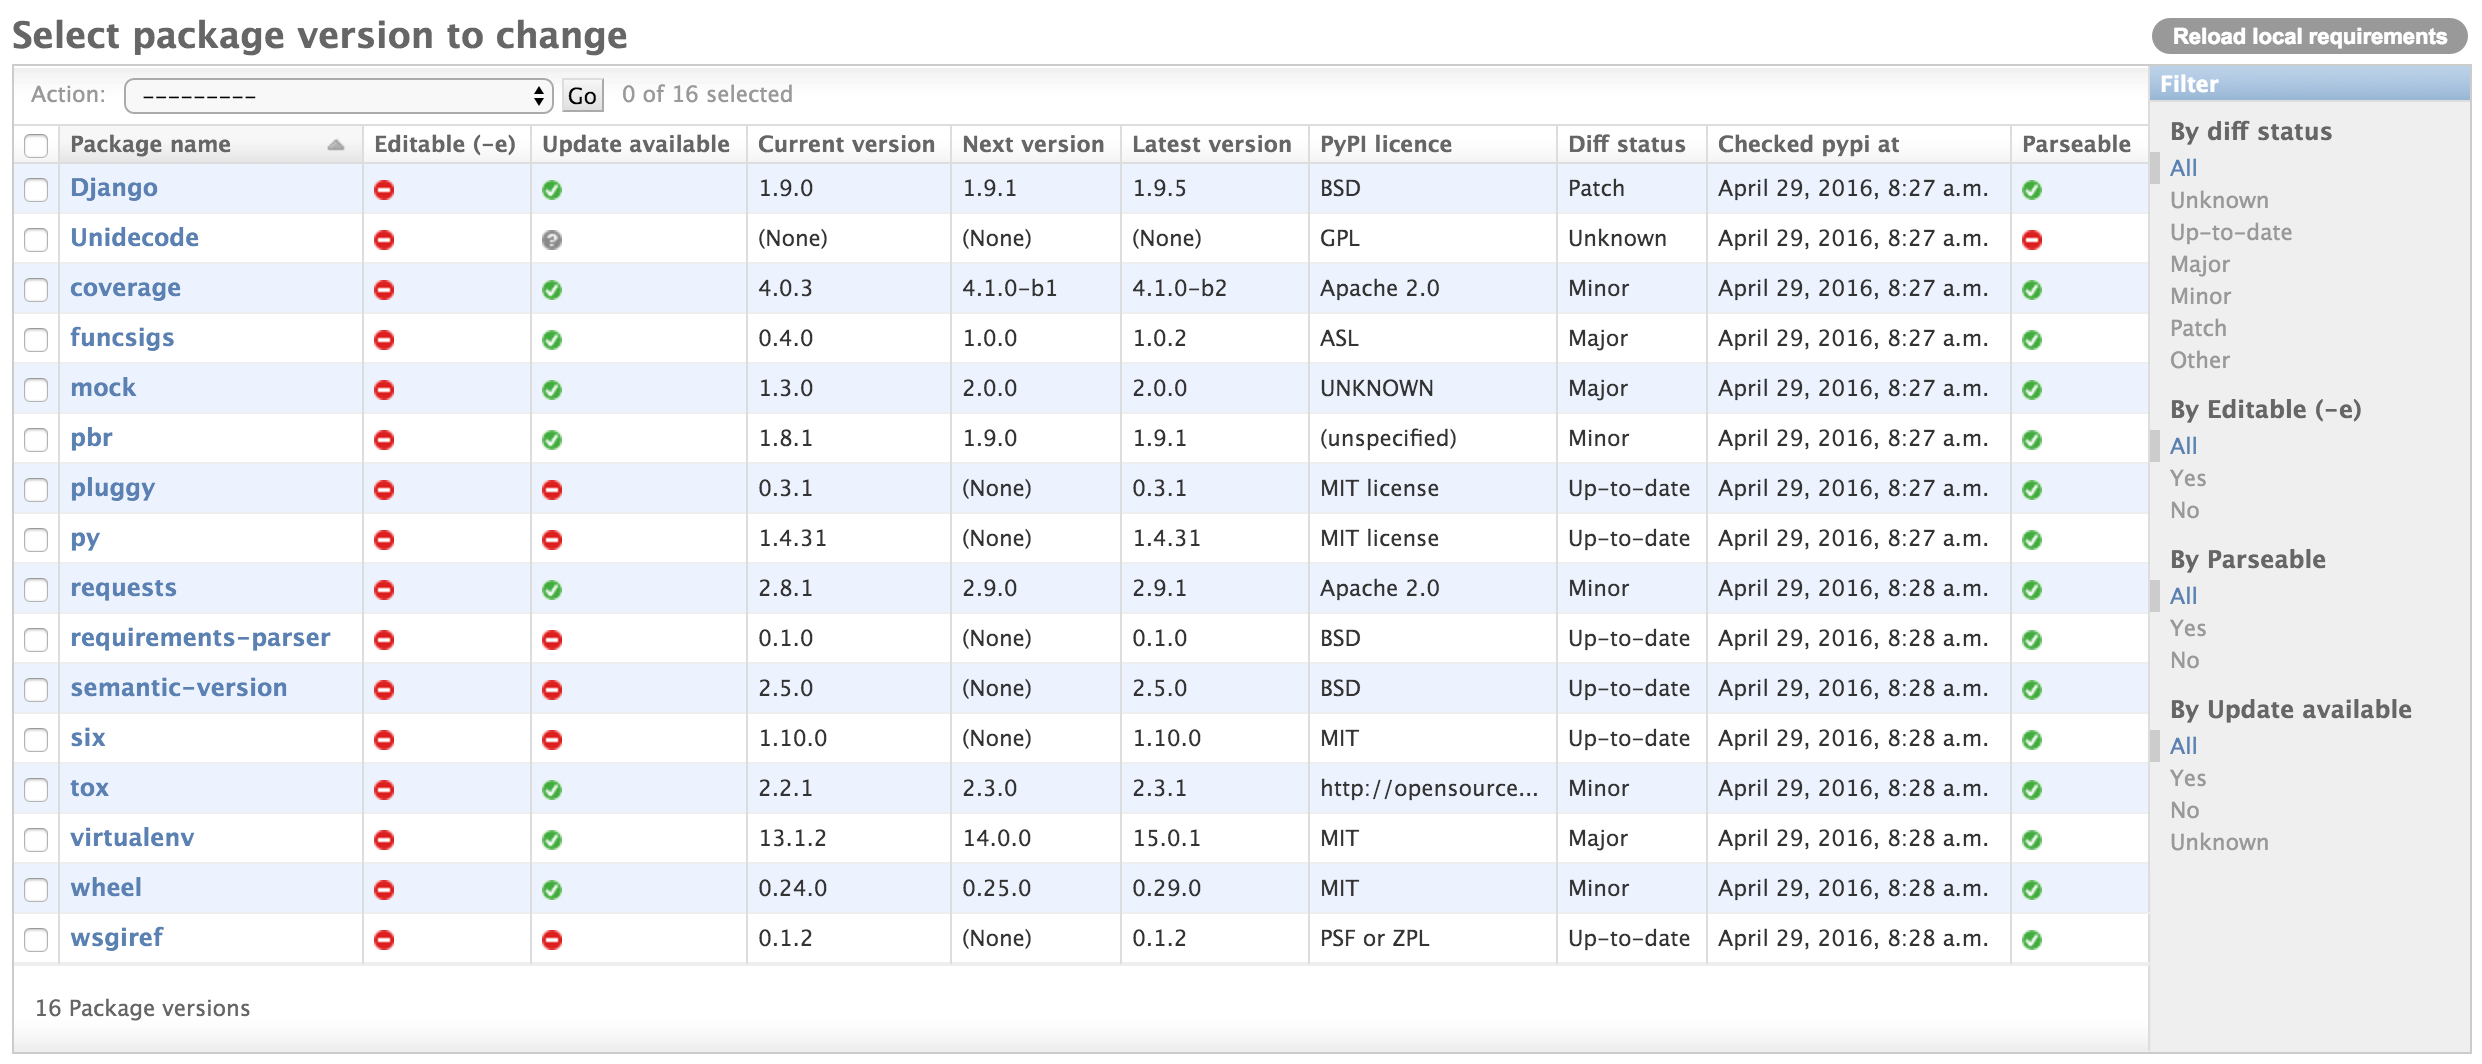 Select package version to change
Reload local requirements
Action: --------- Go 0 of 16 selected
Package name Editable (-e) Update available Current version Next version Latest version PyPI licence Diff status Checked pypi at Parseable
Django 1.9.0 1.9.1 1.9.5 BSD Patch April 29, 2016, 8:27 a.m.
Unidecode (None) (None) (None) GPL Unknown April 29, 2016, 8:27 a.m.
coverage 4.0.3 4.1.0-b1 4.1.0-b2 Apache 2.0 Minor April 29, 2016, 8:27 a.m.
funcsigs 0.4.0 1.0.0 1.0.2 ASL Major April 29, 2016, 8:27 a.m.
mock 1.3.0 2.0.0 2.0.0 UNKNOWN Major April 29, 2016, 8:27 a.m.
pbr 1.8.1 1.9.0 1.9.1 (unspecified) Minor April 29, 2016, 8:27 a.m.
pluggy 0.3.1 (None) 0.3.1 MIT license Up-to-date April 29, 2016, 8:27 a.m.
py 1.4.31 (None) 1.4.31 MIT license Up-to-date April 29, 2016, 8:27 a.m.
requests 2.8.1 2.9.0 2.9.1 Apache 2.0 Minor April 29, 2016, 8:28 a.m.
requirements-parser 0.1.0 (None) 0.1.0 BSD Up-to-date April 29, 2016, 8:28 a.m.
semantic-version 2.5.0 (None) 2.5.0 BSD Up-to-date April 29, 2016, 8:28 a.m.
six 1.10.0 (None) 1.10.0 MIT Up-to-date April 29, 2016, 8:28 a.m.
tox 2.2.1 2.3.0 2.3.1 http://opensource... Minor April 29, 2016, 8:28 a.m.
virtualenv 13.1.2 14.0.0 15.0.1 MIT Major April 29, 2016, 8:28 a.m.
wheel 0.24.0 0.25.0 0.29.0 MIT Minor April 29, 2016, 8:28 a.m.
wsgiref 0.1.2 (None) 0.1.2 PSF or ZPL Up-to-date April 29, 2016, 8:28 a.m.
16 Package versions
Filter
By diff status
All
Unknown
Up-to-date
Major
Minor
Patch
Other
By Editable (-e)
All
Yes
No
By Parseable
All
Yes
No
By Update available
All
Yes
No
Unknown